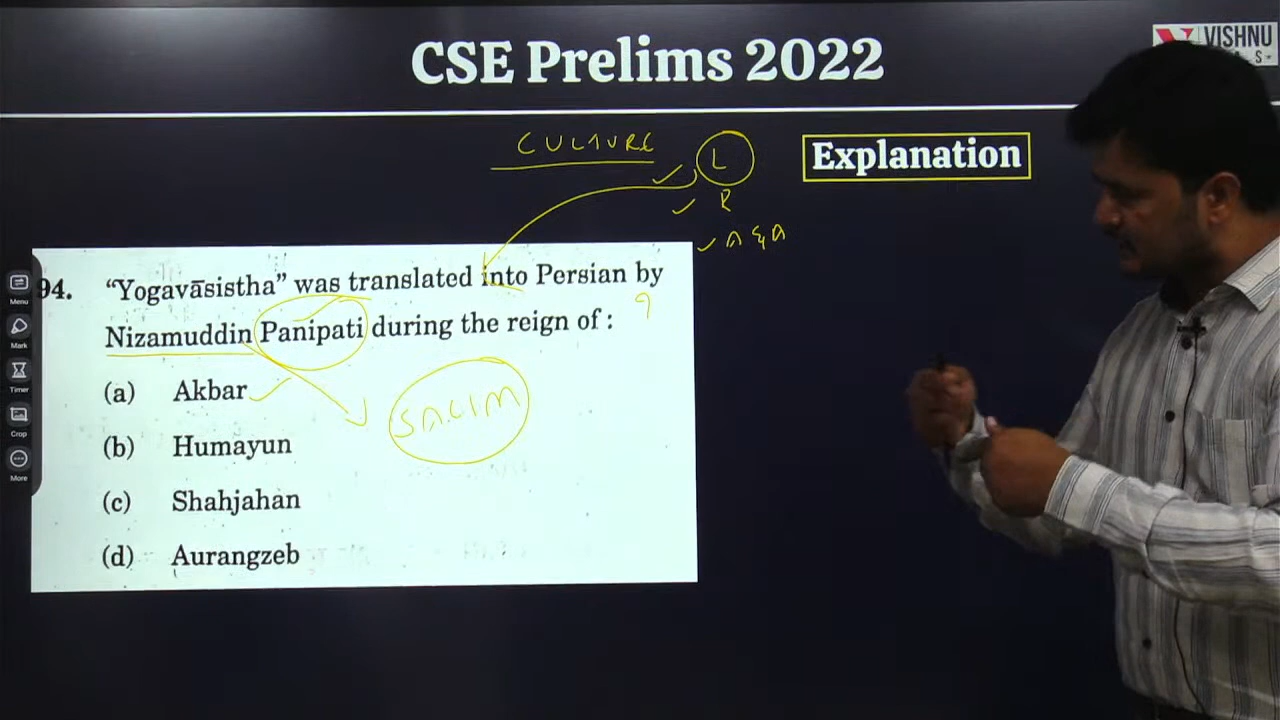 CSE Prelims 2022
VISHNU
CULTURE
L
R
A & A
Explanation
94. “Yogavāsistha” was translated into Persian by
Nizamuddin Panipati during the reign of :
?
(a) Akbar
SALIM
(b) Humayun
(c) Shahjahan
(d) Aurangzeb
Menu
Mark
Timer
Crop
More